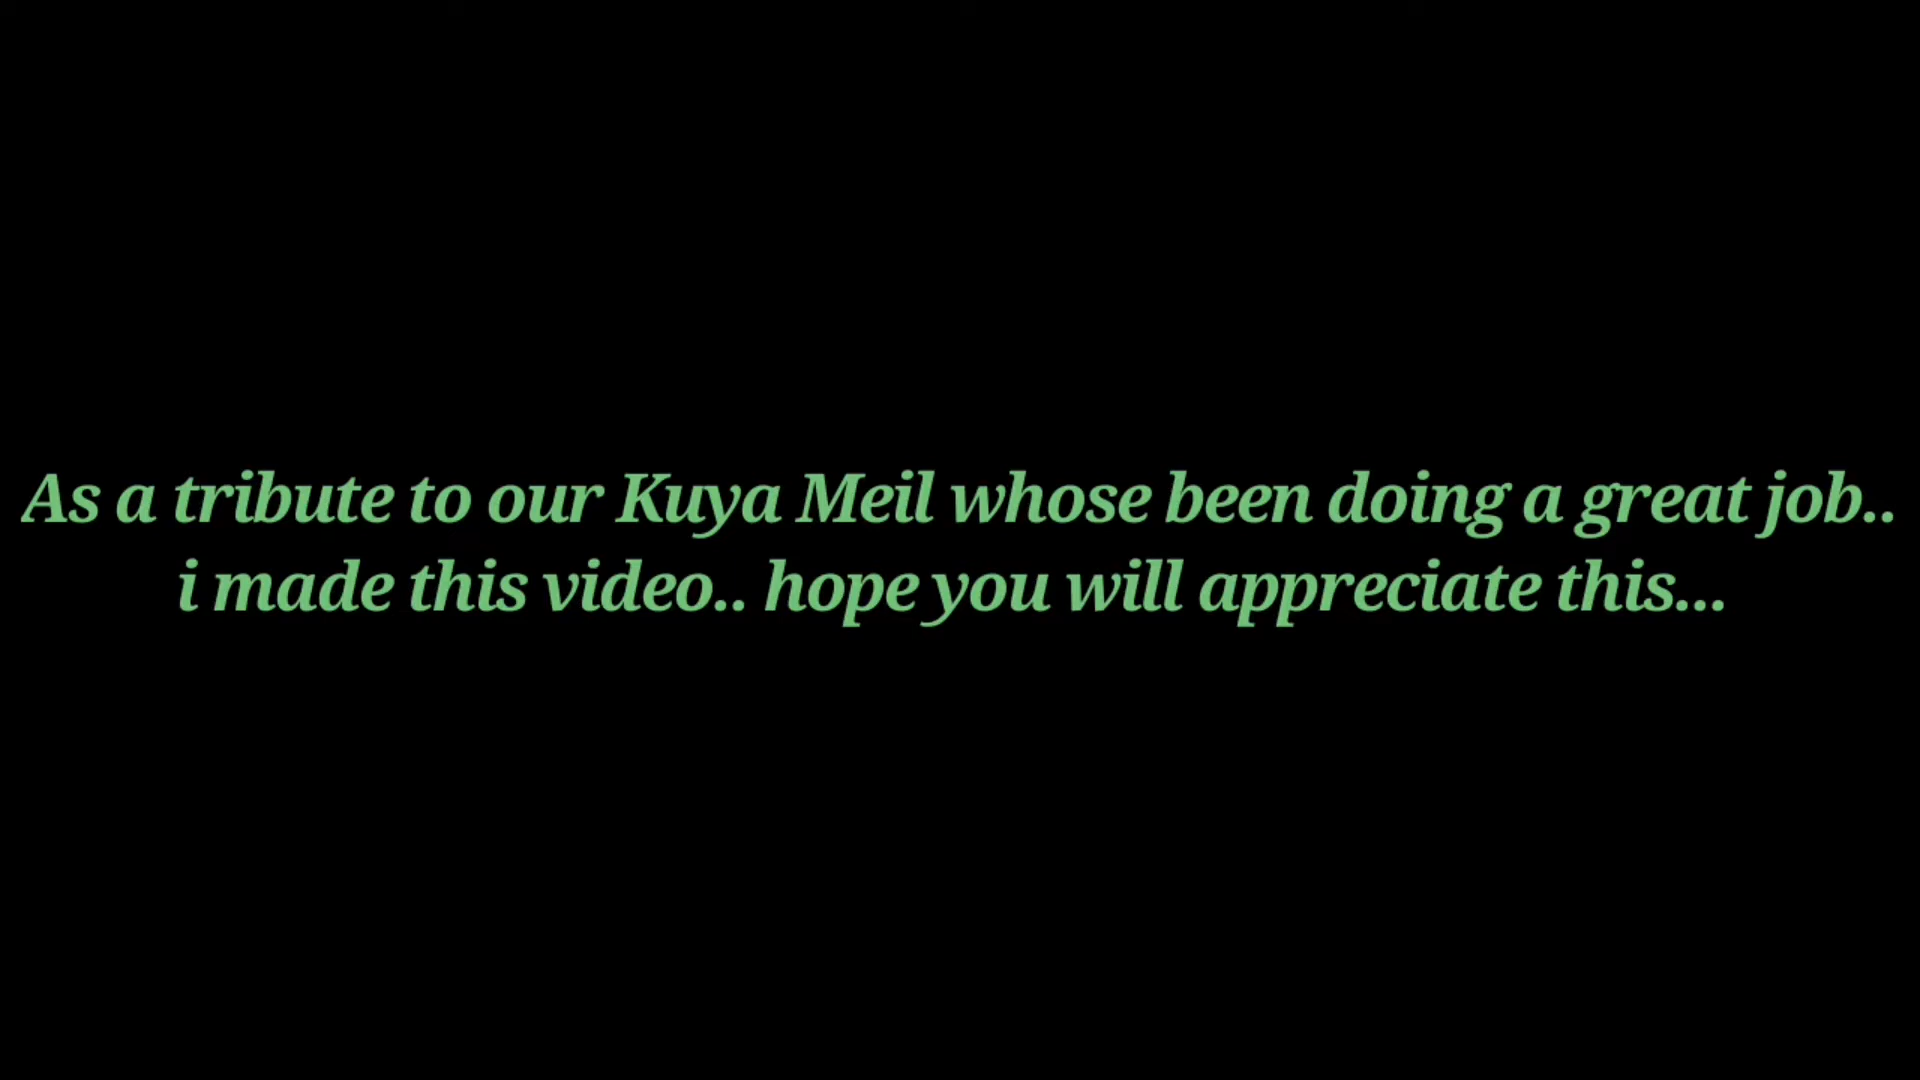 As a tribute to our Kuya Meil whose been doing a great job..
i made this video.. hope you will appreciate this...